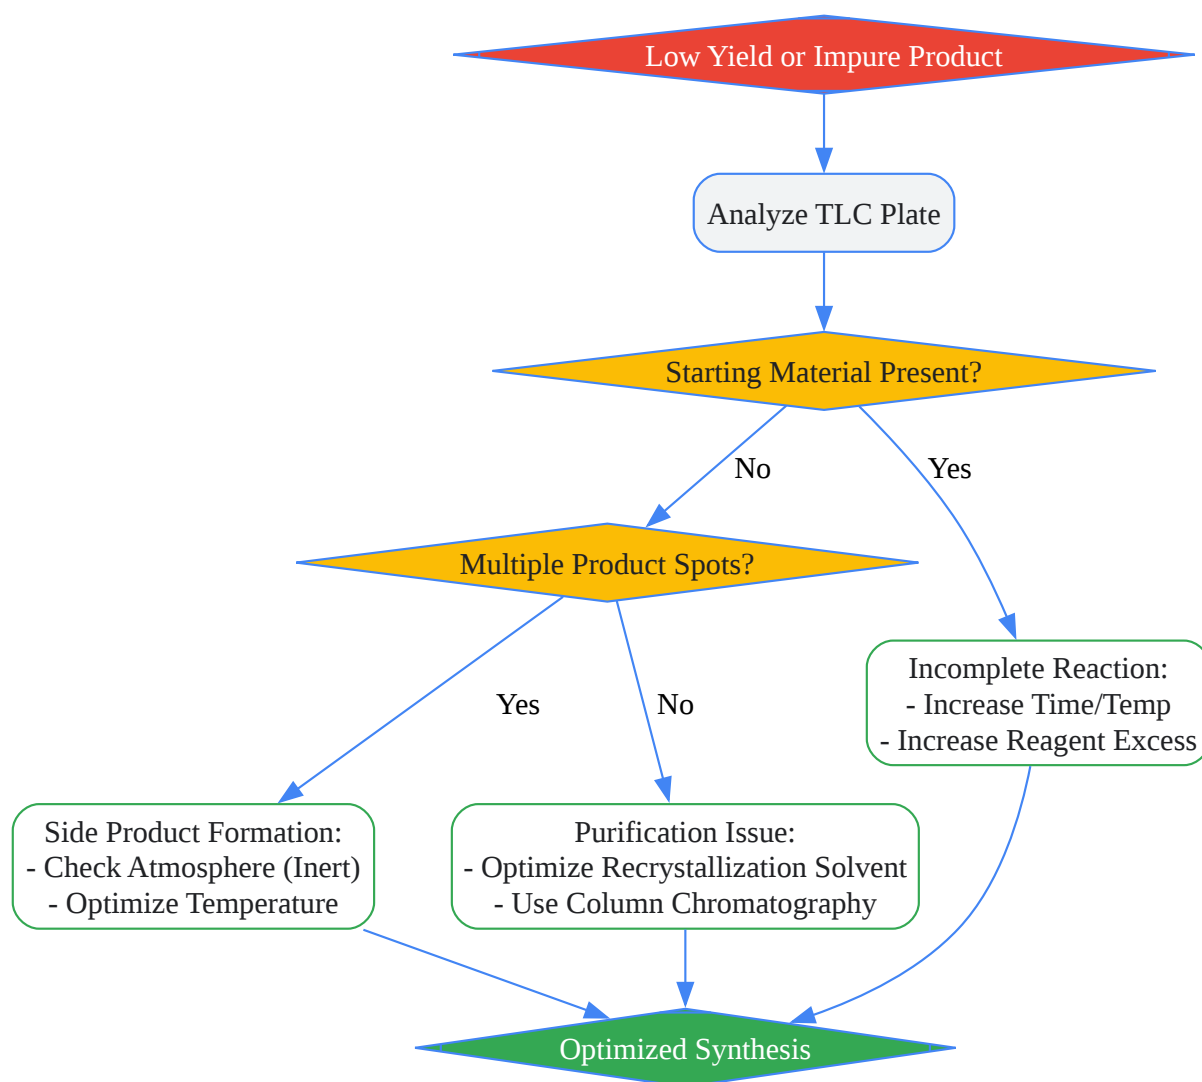 Low Yield or Impure Product
Analyze TLC Plate
Starting Material Present?
No
Yes
Multiple Product Spots?
Yes
No
Incomplete Reaction:
- Increase Time/Temp
- Increase Reagent Excess
Side Product Formation:
- Check Atmosphere (Inert)
- Optimize Temperature
Purification Issue:
- Optimize Recrystallization Solvent
- Use Column Chromatography
Optimized Synthesis